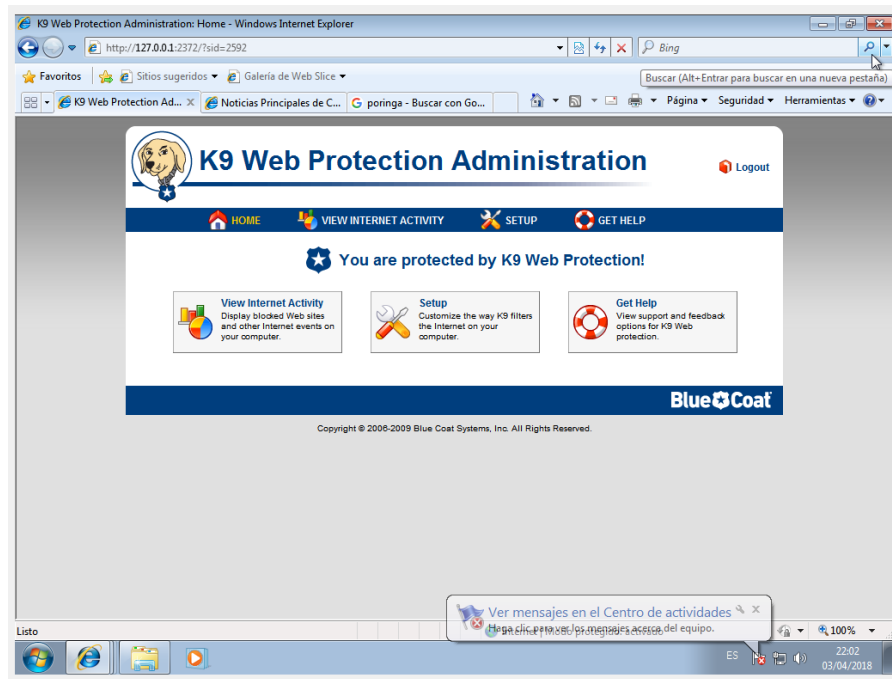 K9 Web Protection Administration: Home - Windows Internet Explorer
http://127.0.0.1:2372/?sid=2592
Bing
Favoritos
Sitios sugeridos
Galería de Web Slice
Buscar (Alt+Entrar para buscar en una nueva pestaña)
K9 Web Protection Ad...
Noticias Principales de C...
G poringa - Buscar con Go...
Página
Seguridad
Herramientas
K9 Web Protection Administration
Logout
HOME
VIEW INTERNET ACTIVITY
SETUP
GET HELP
You are protected by K9 Web Protection!
View Internet Activity
Display blocked Web sites
and other Internet events on
your computer.
Setup
Customize the way K9 filters
the Internet on your
computer.
Get Help
View support and feedback
options for K9 Web
protection.
Blue Coat
Copyright © 2006-2009 Blue Coat Systems, Inc. All Rights Reserved.
Ver mensajes en el Centro de actividades
Haga clic para ver los mensajes acerca del equipo.
Listo
Internet | Modo protegido: activado
100%
ES
22:02
03/04/2018